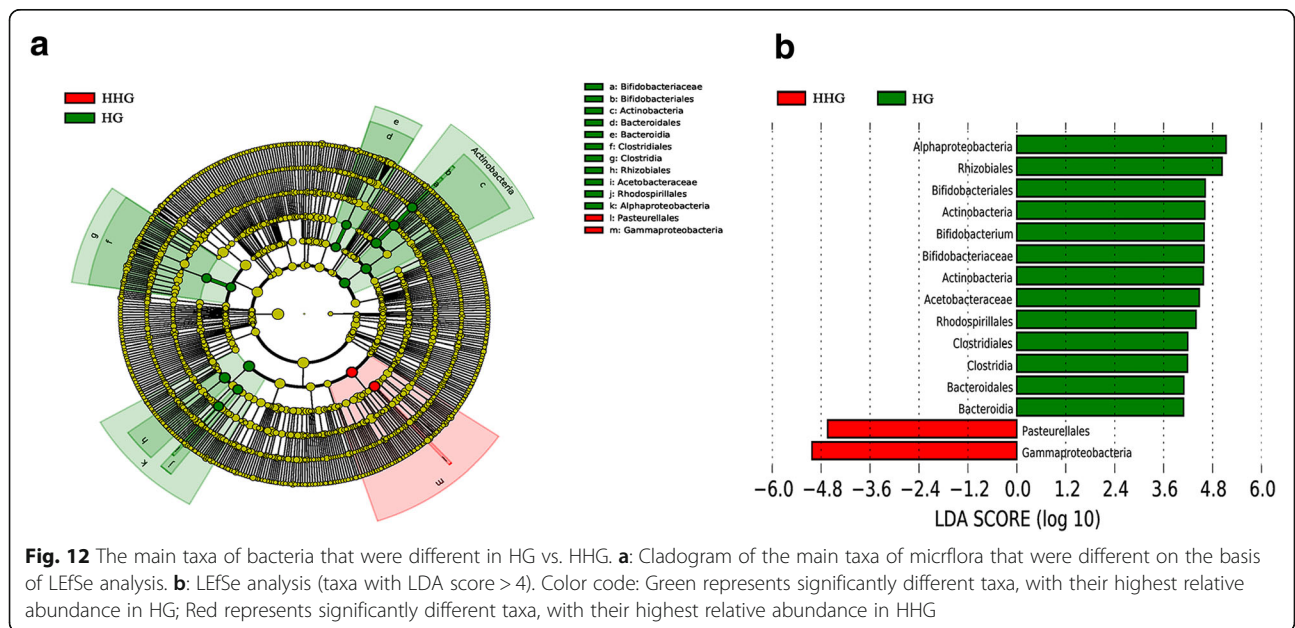 a
HHG
HG
a: Bifidobacteriaceae
b: Bifidobacteriales
c: Actinobacteria
d: Bacteroidales
e: Bacteroidia
f: Clostridiales
g: Clostridia
h: Rhizobiales
i: Acetobacteraceae
j: Rhodospirillales
k: Alphaproteobacteria
l: Pasteurellales
m: Gammaproteobacteria
e
d
Actinobacteria
c
g
f
h
k
m
b
HHG
HG
Alphaproteobacteria
Rhizobiales
Bifidobacteriales
Actinobacteria
Bifidobacterium
Bifidobacteriaceae
Actinobacteria
Acetobacteraceae
Rhodospirillales
Clostridiales
Clostridia
Bacteroidales
Bacteroidia
Pasteurellales
Gammaproteobacteria
−6.0 −4.8 −3.6 −2.4 −1.2 0.0 1.2 2.4 3.6 4.8 6.0
LDA SCORE (log 10)
Fig. 12 The main taxa of bacteria that were different in HG vs. HHG. a: Cladogram of the main taxa of micrflora that were different on the basis
of LEfSe analysis. b: LEfSe analysis (taxa with LDA score > 4). Color code: Green represents significantly different taxa, with their highest relative
abundance in HG; Red represents significantly different taxa, with their highest relative abundance in HHG